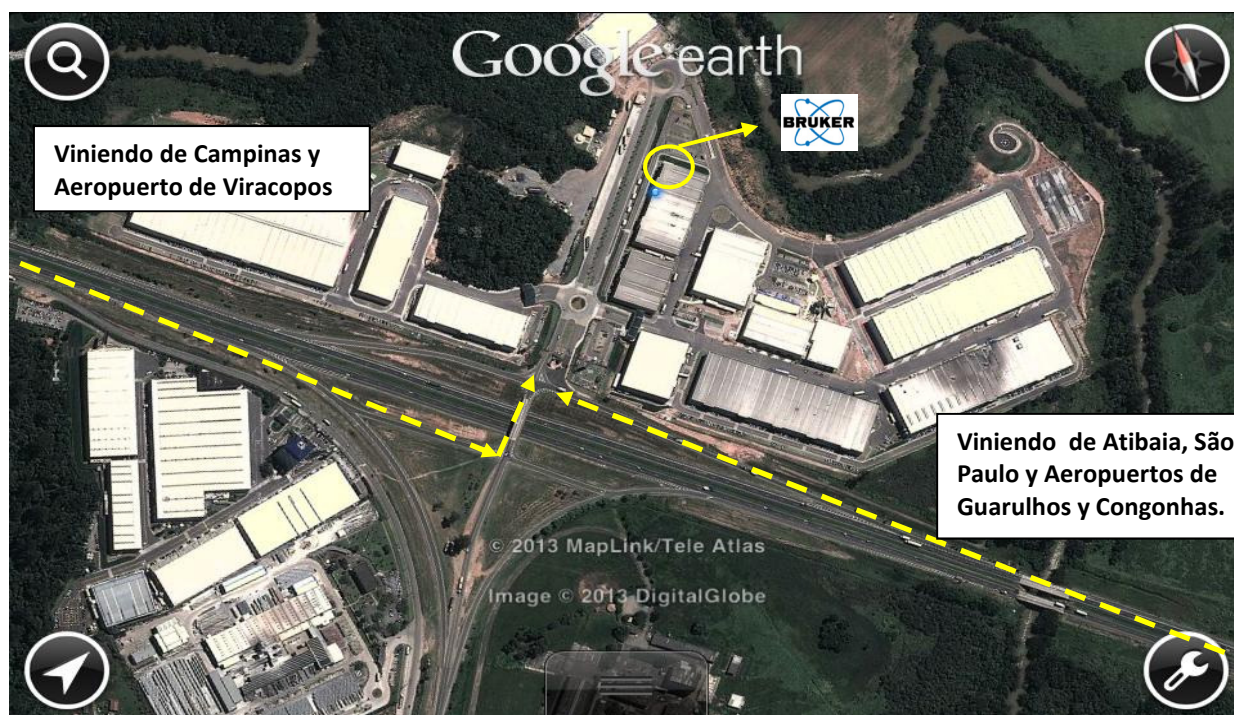 Google earth
BRUKER
Viniendo de Campinas y
Aeropuerto de Viracopos
Viniendo de Atibaia, São
Paulo y Aeropuertos de
Guarulhos y Congonhas.
© 2013 MapLink/Tele Atlas
Image © 2013 DigitalGlobe